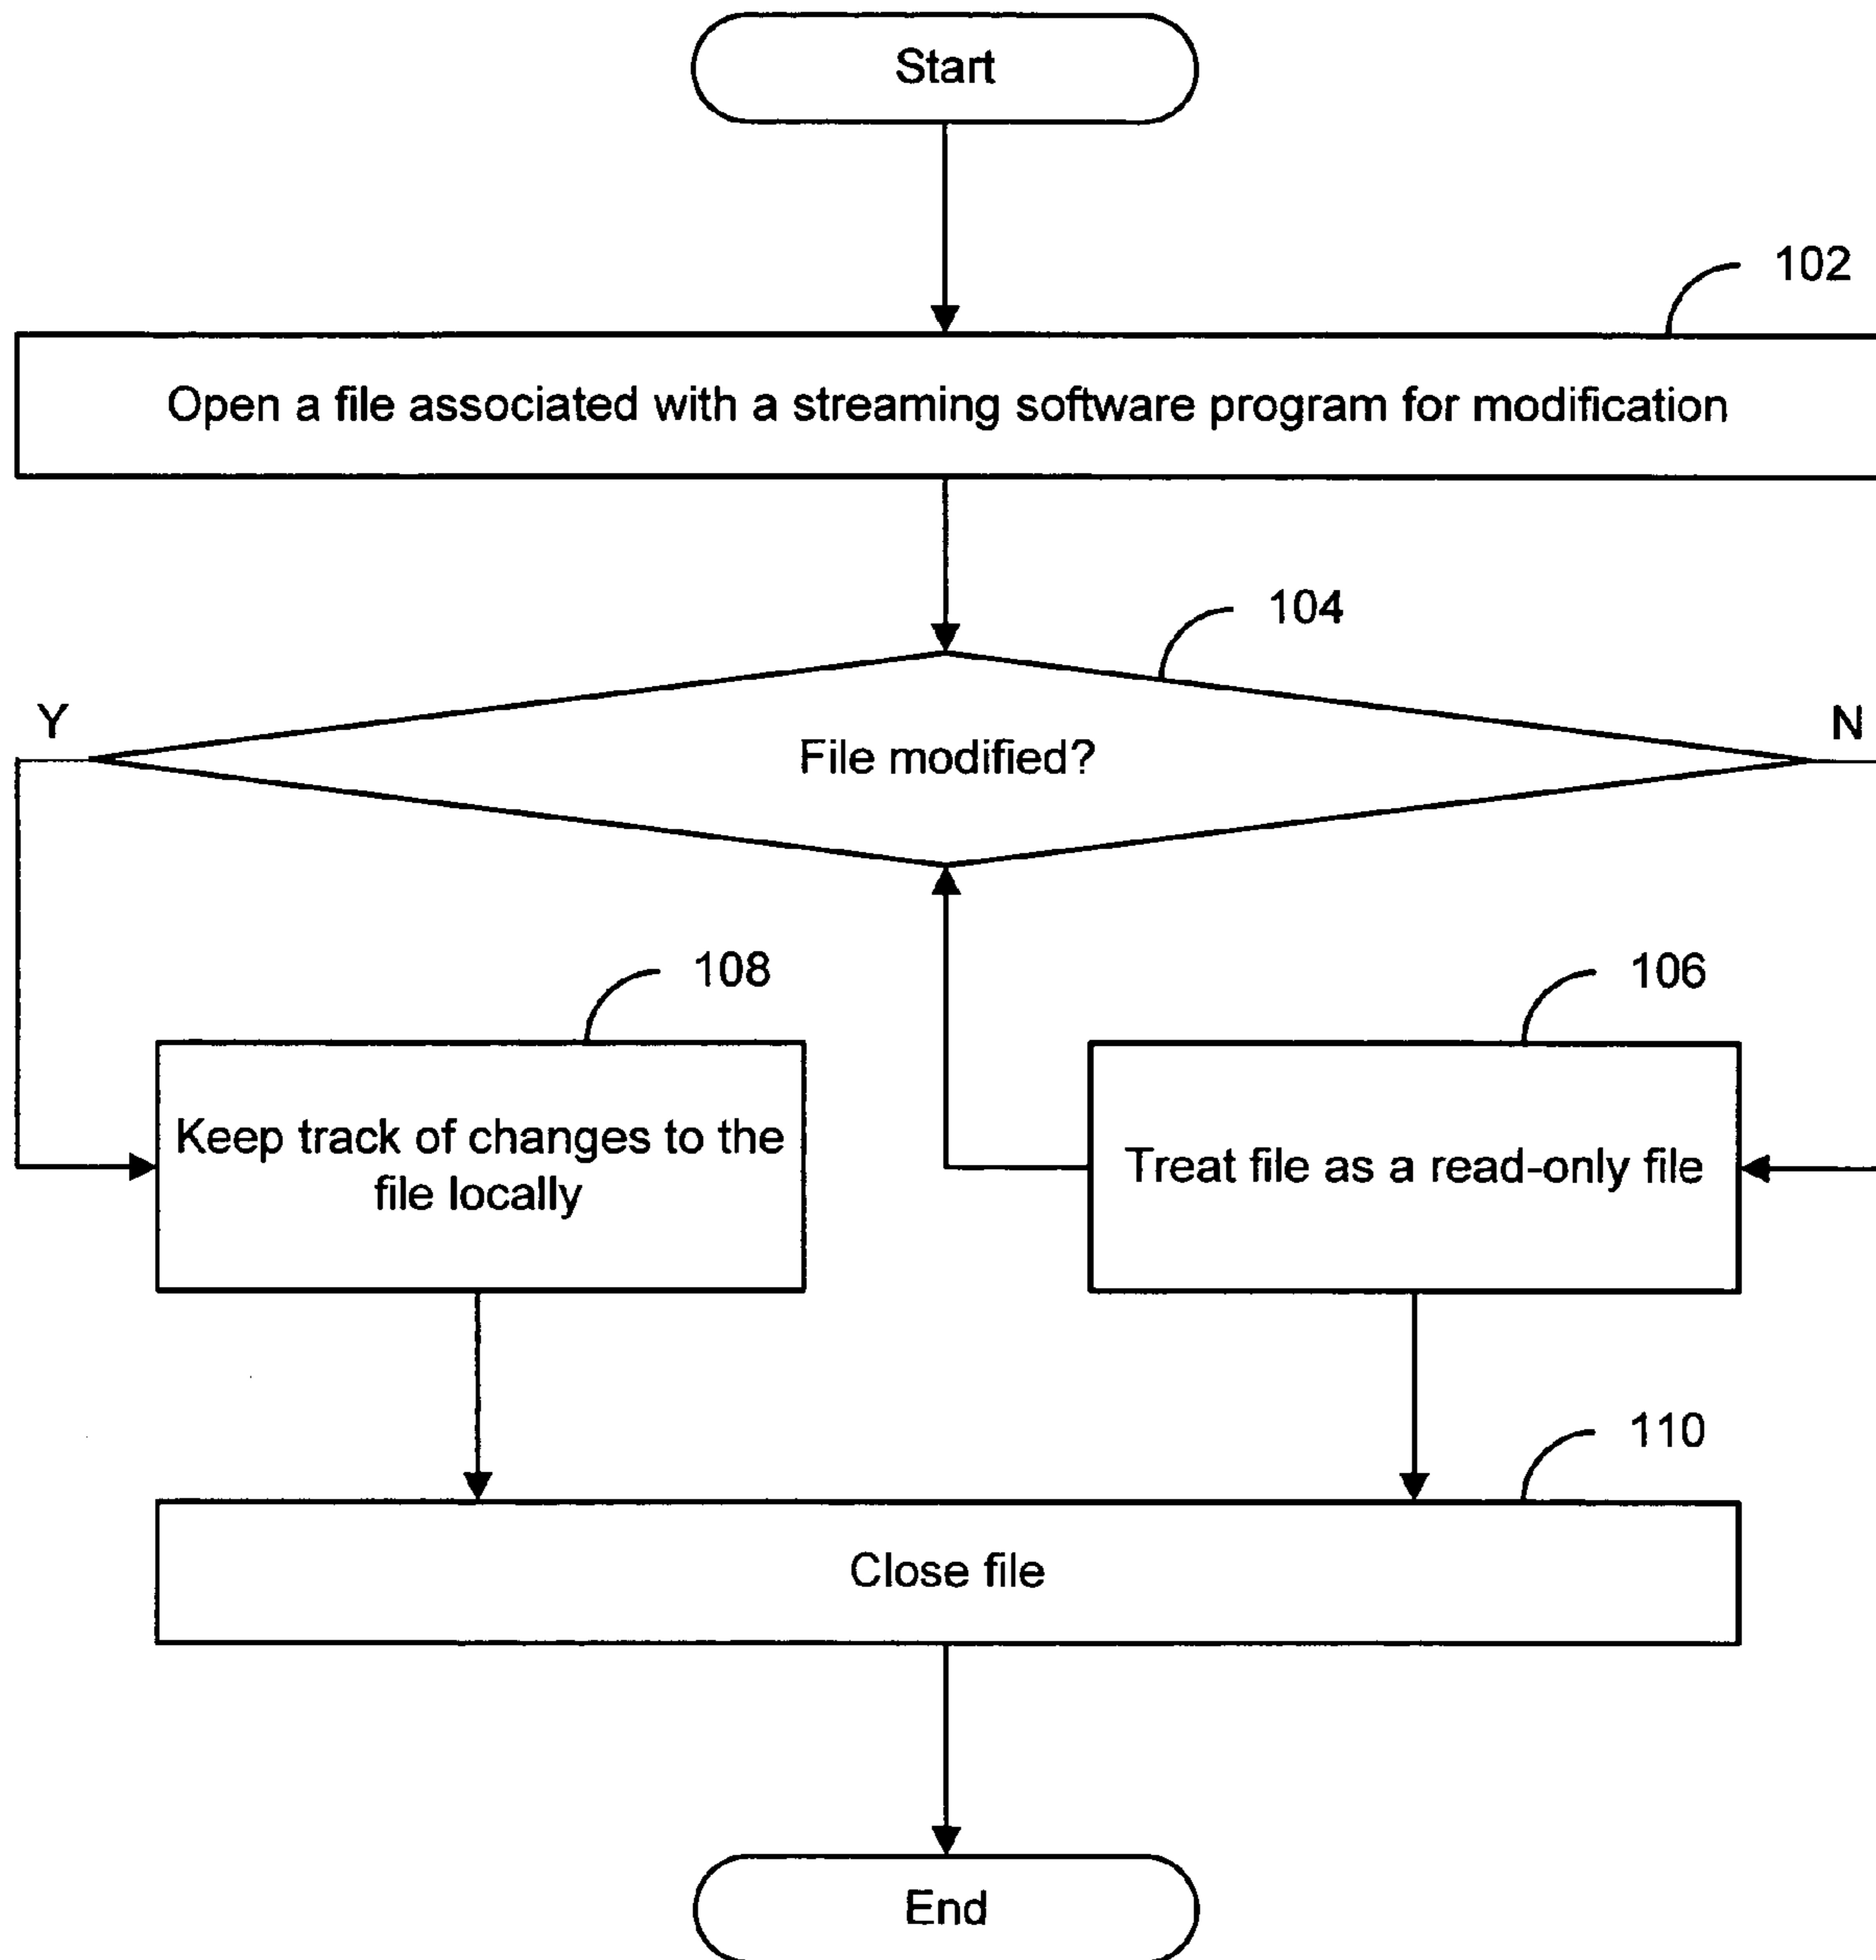 Start
102
Open a file associated with a streaming software program for modification
104
Y
N
File modified?
108
106
Keep track of changes to the
file locally
Treat file as a read-only file
110
Close file
End